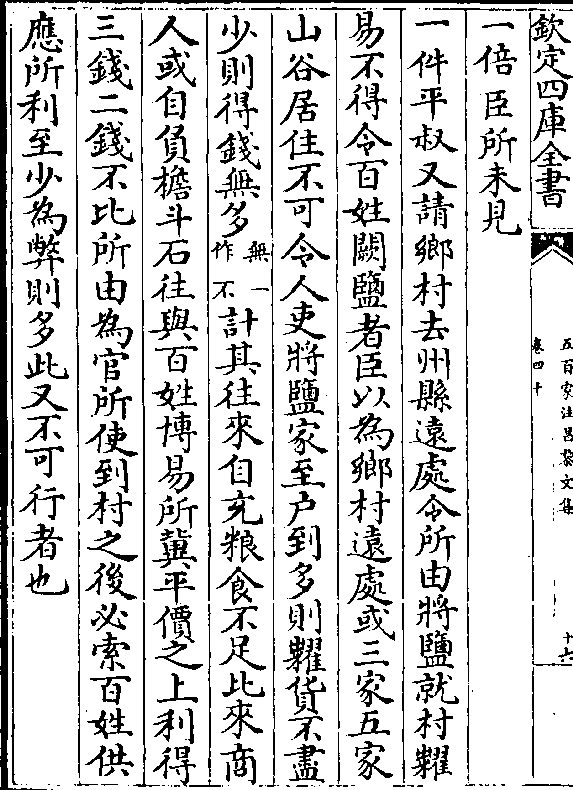 欽定四庫全書
五百家注昌黎文集
卷四十
十六
一倍臣所未見
一件平叔又請鄉村去州縣遠處令所由將鹽就村糶
易不得令百姓闕鹽者臣以為鄉村遠處或三家五家
山谷居住不可令人吏將鹽家至户到多則糶貨不盡
少則得錢無多無一作不計其往來自充粮食不足比來商
人或自負檐斗石往與百姓博易所冀平價之上利得
三錢二錢不比所由為官所使到村之後必索百姓供
應所利至少為弊則多此又不可行者也